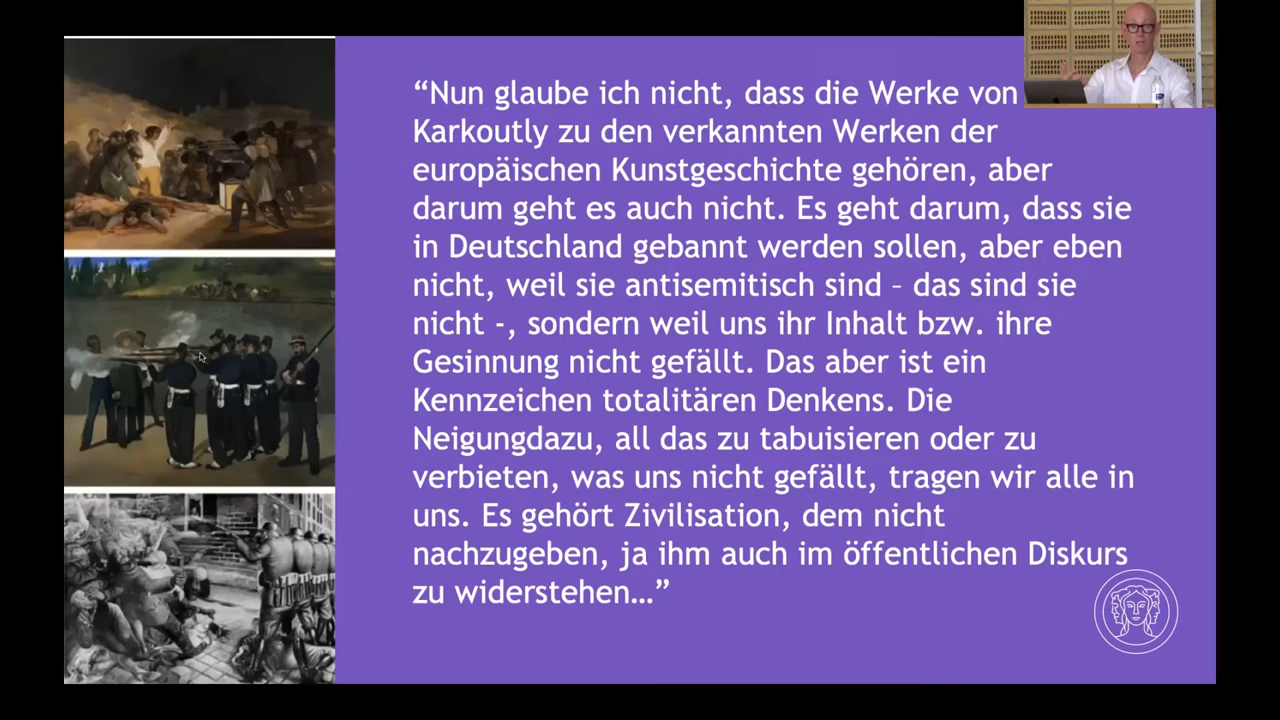 “Nun glaube ich nicht, dass die Werke von
Karkoutly zu den verkannten Werken der
europäischen Kunstgeschichte gehören, aber
darum geht es auch nicht. Es geht darum, dass sie
in Deutschland gebannt werden sollen, aber eben
nicht, weil sie antisemitisch sind – das sind sie
nicht -, sondern weil uns ihr Inhalt bzw. ihre
Gesinnung nicht gefällt. Das aber ist ein
Kennzeichen totalitären Denkens. Die
Neigungdazu, all das zu tabuisieren oder zu
verbieten, was uns nicht gefällt, tragen wir alle in
uns. Es gehört Zivilisation, dem nicht
nachzugeben, ja ihm auch im öffentlichen Diskurs
zu widerstehen…”